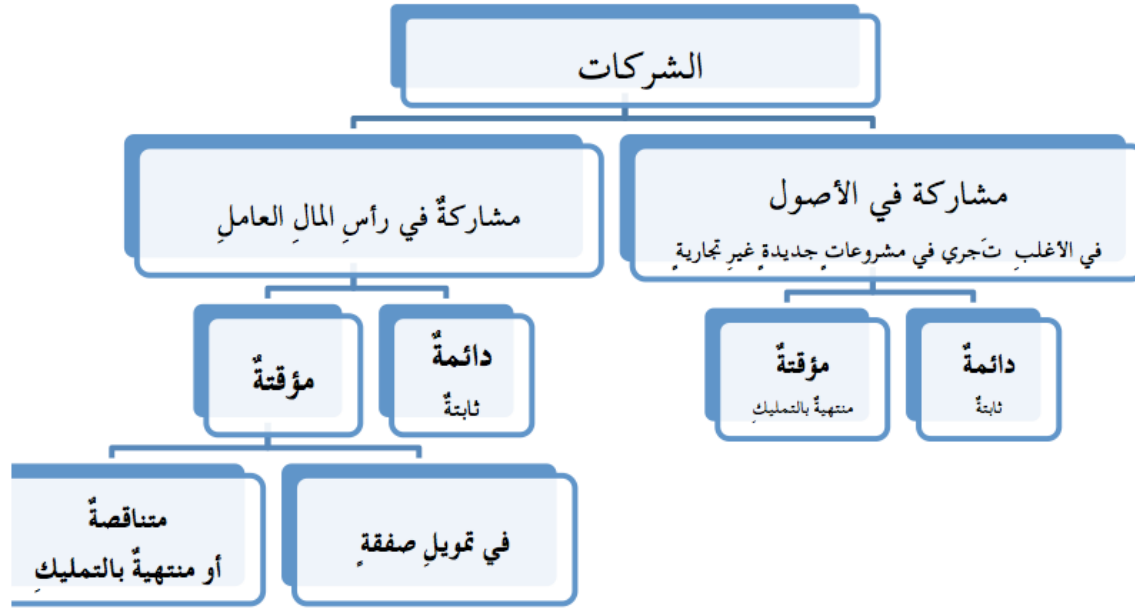 الشركات
مشاركة في الأصول
في الأغلبِ تَجري في مشروعاتٍ جديدةٍ غيرِ تجاريةٍ
مشاركةٌ في رأسِ المالِ العاملِ
دائمةٌ
ثابتةٌ
مؤقتةٌ
منتهيةٌ بالتمليكِ
دائمةٌ
ثابتةٌ
مؤقتةٌ
في تمويلِ صفقةٍ
متناقصةٌ
أو منتهيةٌ بالتمليكِ